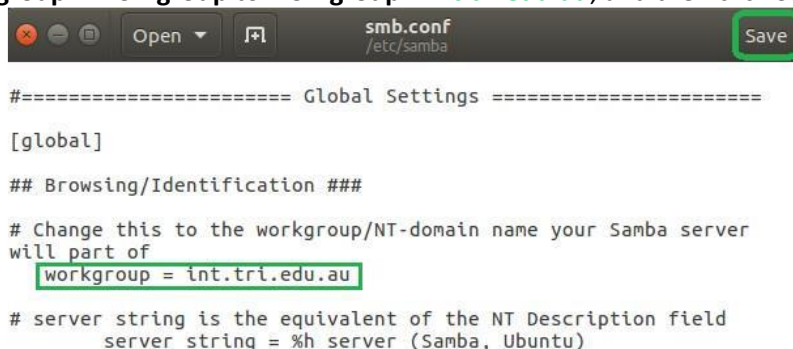 Open
smb.conf
/etc/samba
Save
#======================= Global Settings =======================
[global]
## Browsing/Identification ###
# Change this to the workgroup/NT-domain name your Samba server
will part of
workgroup = int.tri.edu.au
# server string is the equivalent of the NT Description field
server string = %h server (Samba, Ubuntu)